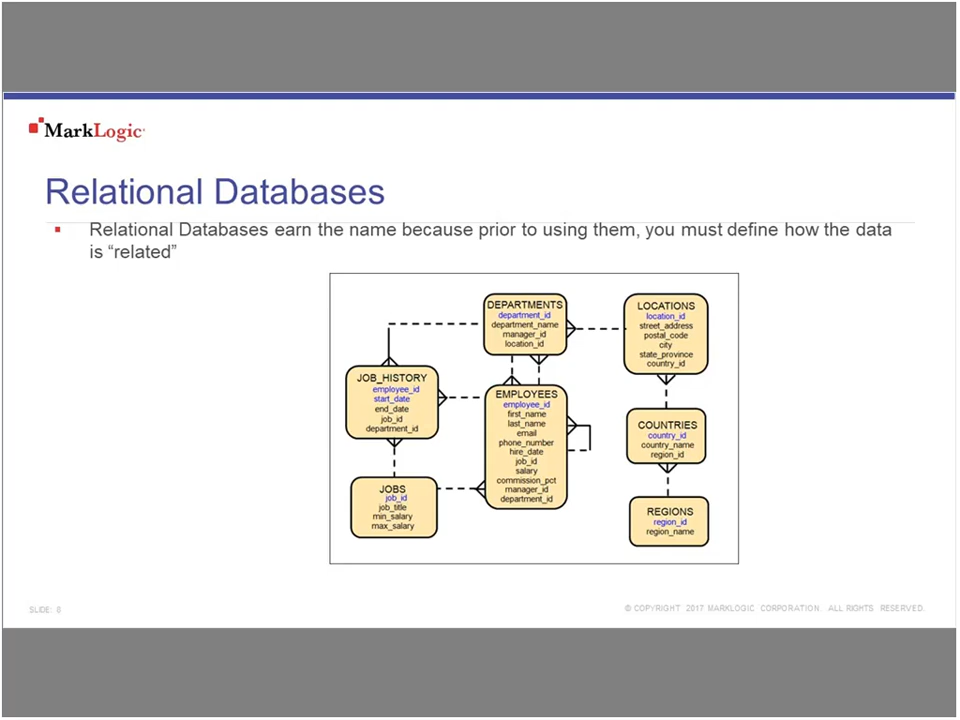 MarkLogic
Relational Databases
▪ Relational Databases earn the name because prior to using them, you must define how the data
is “related”
DEPARTMENTS
department_id
department_name
manager_id
location_id
LOCATIONS
location_id
street_address
postal_code
city
state_province
country_id
JOB_HISTORY
employee_id
start_date
end_date
job_id
department_id
EMPLOYEES
employee_id
first_name
last_name
email
phone_number
hire_date
job_id
salary
commission_pct
manager_id
department_id
COUNTRIES
country_id
country_name
region_id
JOBS
job_id
job_title
min_salary
max_salary
REGIONS
region_id
region_name
SLIDE: 8
© COPYRIGHT 2017 MARKLOGIC CORPORATION. ALL RIGHTS RESERVED.